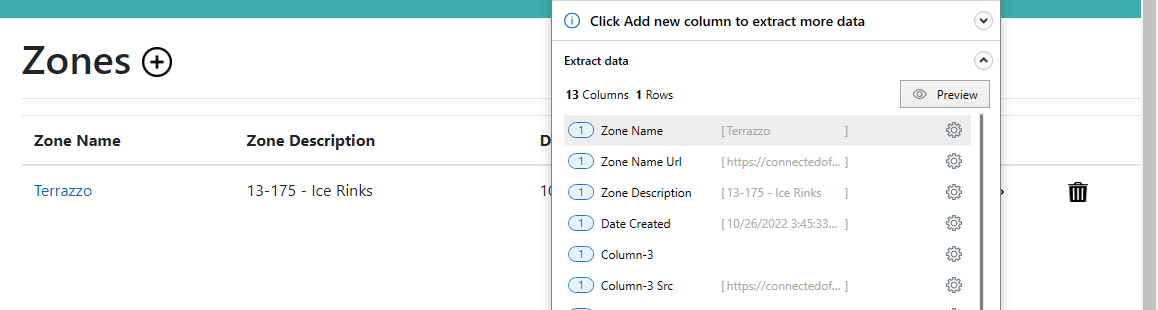 Click Add new column to extract more data
Zones
Extract data
13 Columns 1 Rows
Preview
Zone Name Zone Description D
Terrazzo 13-175 - Ice Rinks 10
1 Zone Name [Terrazzo ]
1 Zone Name Url [https://connectedof... ]
1 Zone Description [13-175 - Ice Rinks ]
1 Date Created [10/26/2022 3:45:33... ]
1 Column-3
1 Column-3 Src [https://connectedof... ]